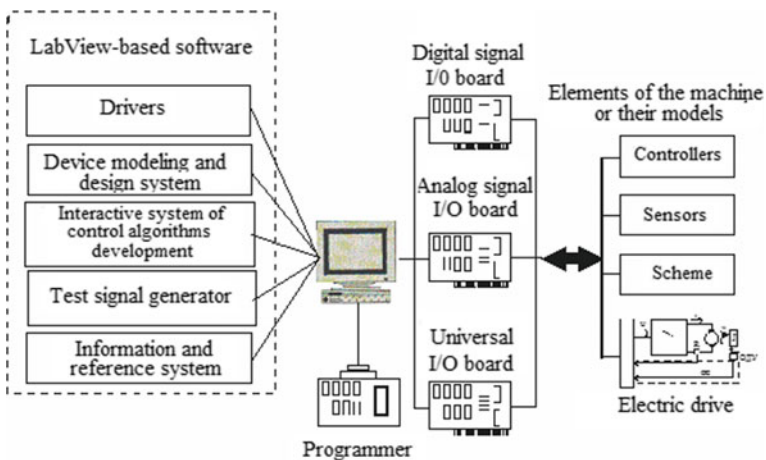 LabView-based software
Drivers
Device modeling and
design system
Interactive system of
control algorithms
development
Test signal generator
Information and
reference system
Programmer
Digital signal
I/0 board
Analog signal
I/O board
Universal
I/O board
Elements of the machine
or their models
Controllers
Sensors
Scheme
Electric drive